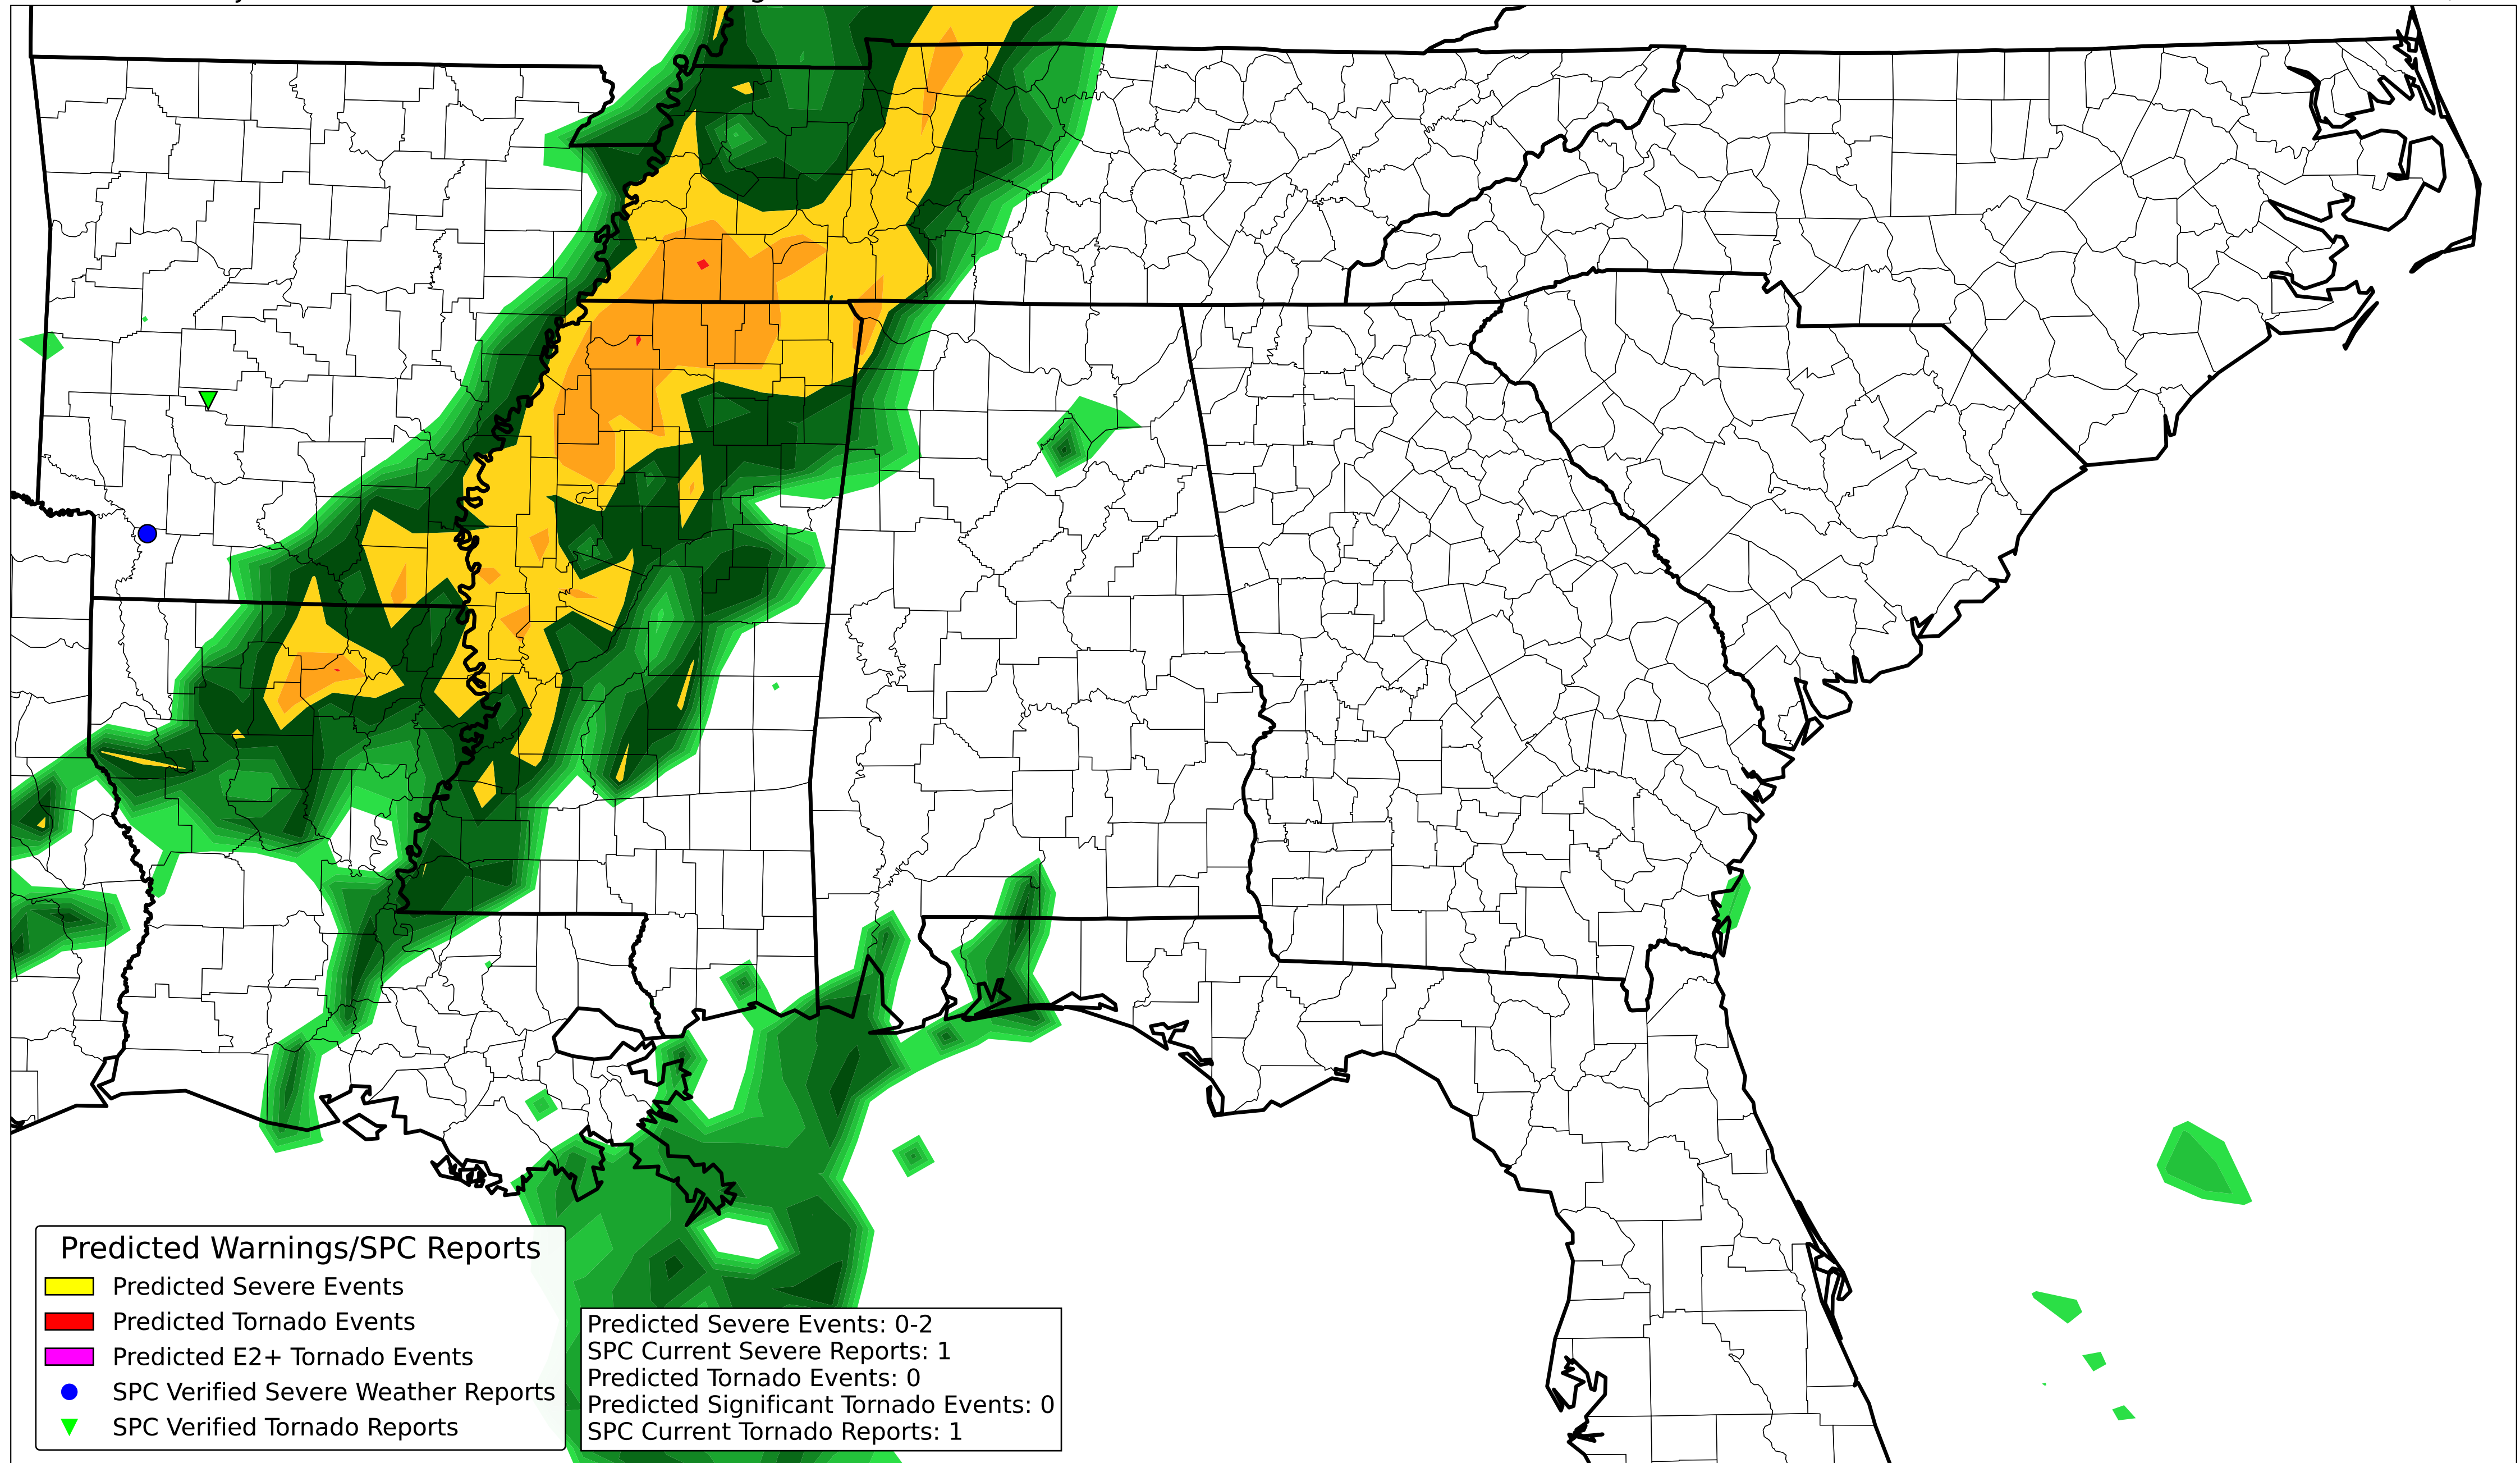 Predicted Warnings/SPC Reports
Predicted Severe Events
Predicted Tornado Events
Predicted E2+ Tornado Events
SPC Verified Severe Weather Reports
SPC Verified Tornado Reports
Predicted Severe Events: 0-2
SPC Current Severe Reports: 1
Predicted Tornado Events: 0
Predicted Significant Tornado Events: 0
SPC Current Tornado Reports: 1